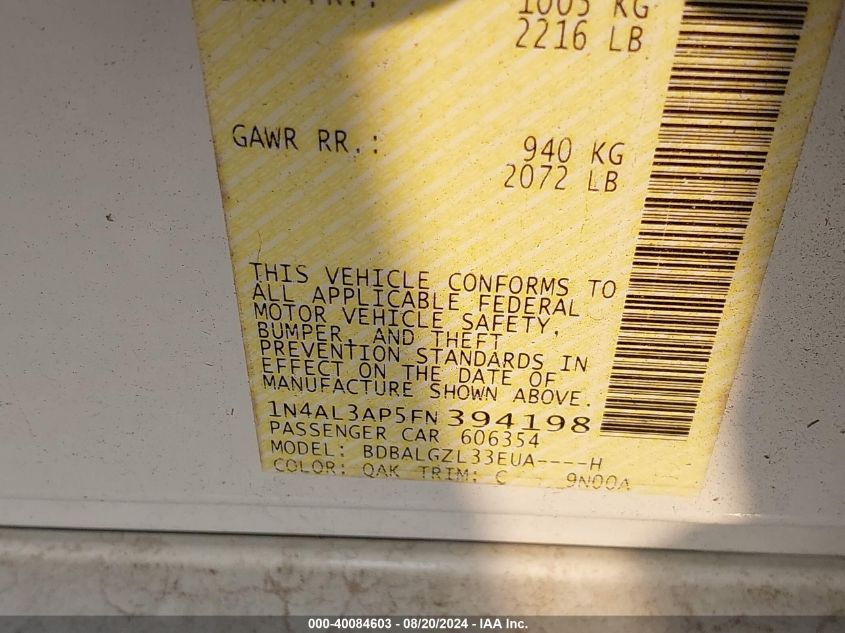 1005 KG
2216 LB
GAWR RR.: 940 KG
2072 LB
THIS VEHICLE CONFORMS TO
ALL APPLICABLE FEDERAL
MOTOR VEHICLE SAFETY,
BUMPER, AND THEFT
PREVENTION STANDARDS IN
EFFECT ON THE DATE OF
MANUFACTURE SHOWN ABOVE.
1N4AL3AP5FN394198
PASSENGER CAR 606354
MODEL: BDBALGZL33EUA----H
COLOR: QAK TRIM: C 9N00A
000-40084603 - 08/20/2024 - IAA Inc.